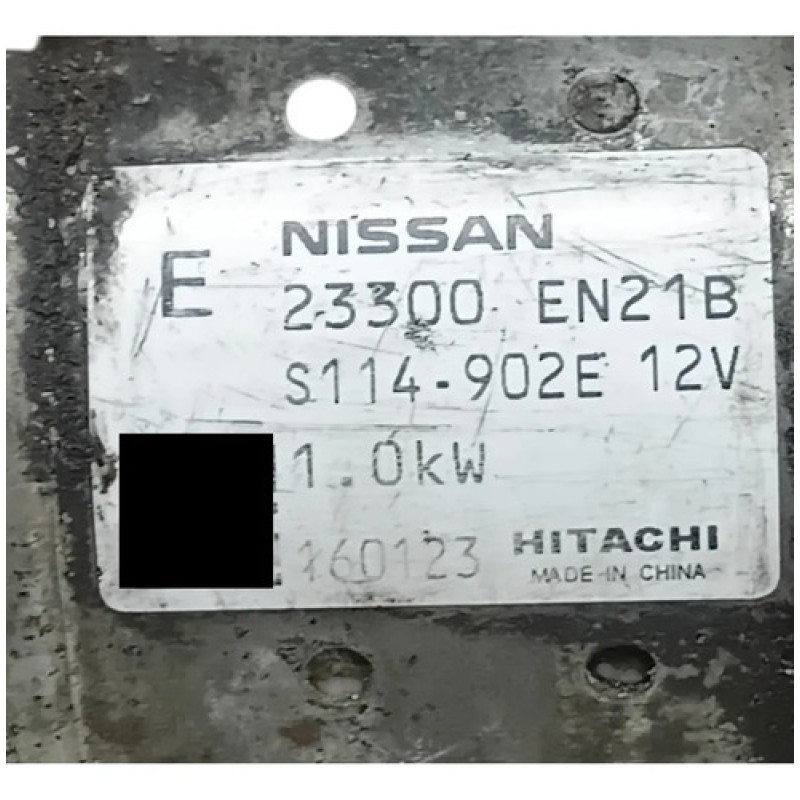 NISSAN
E 23300 EN21B
S114-902E 12V
1.0kW
160123 HITACHI
MADE IN CHINA